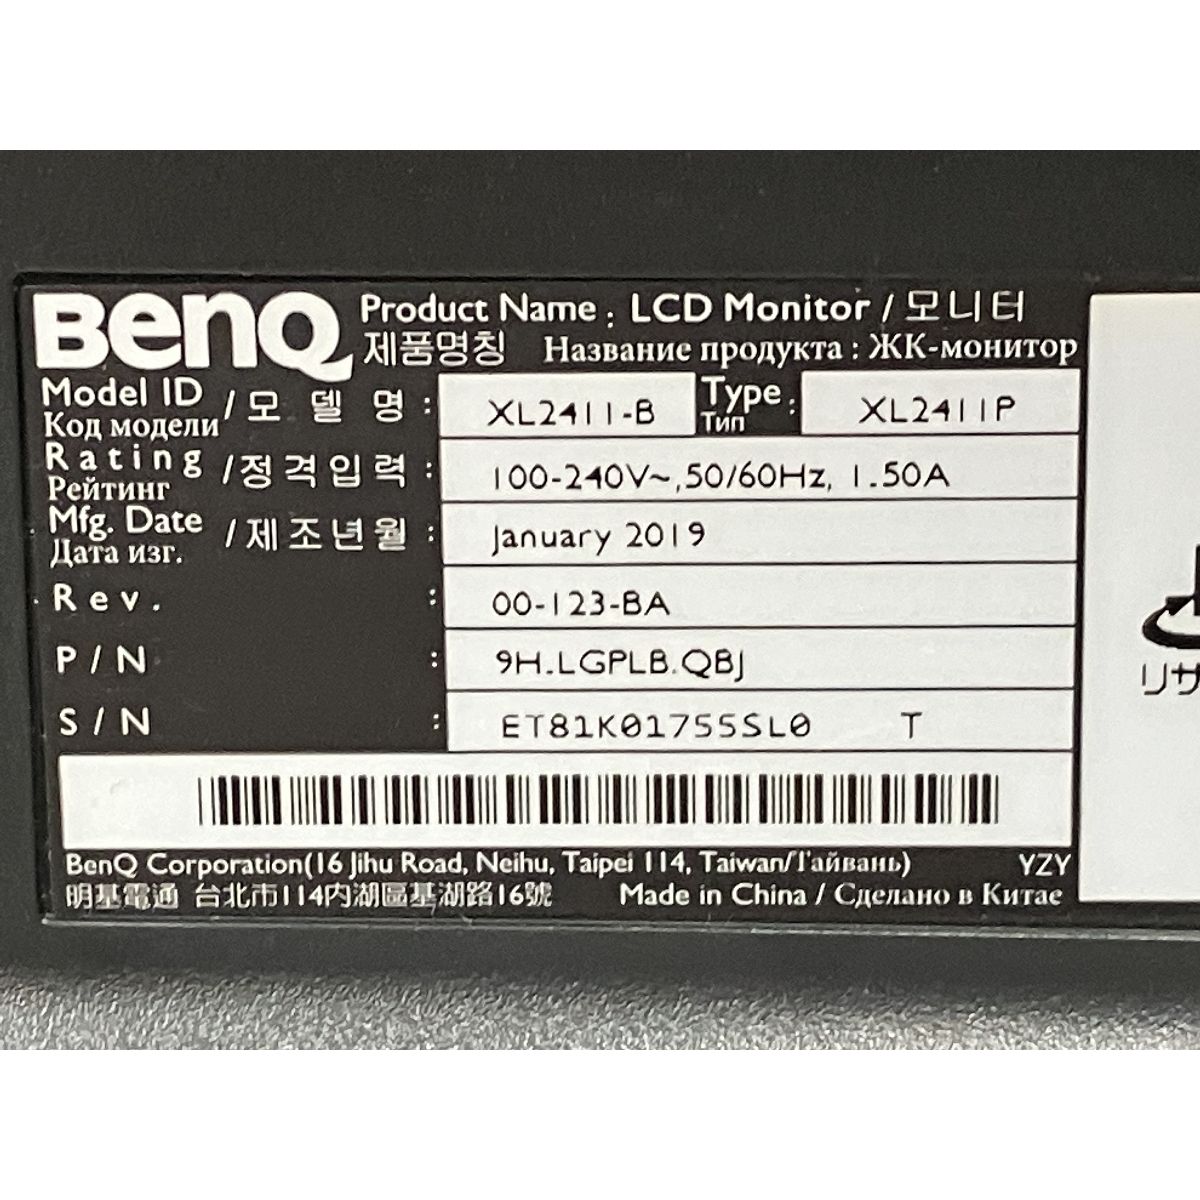 BenQ Product Name : LCD Monitor / 모니터
제품명칭 Название продукта : ЖК-монитор
Model ID / 모 델 명 : XL2411-B Type : XL2411P
Код модели Тип
Rating / 정격입력 : 100-240V~,50/60Hz, 1.50A
Рейтинг
Mfg. Date / 제조년월 : January 2019
Дата изг.
Rev. : 00-123-BA
P/N : 9H.LGPLB.QBJ
S/N : ET81K01755SL0 T
BenQ Corporation(16 Jihu Road, Neihu, Taipei 114, Taiwan/Тайвань) YZY
明基電通 台北市114內湖區基湖路16號 Made in China / Сделано в Китае
リサ